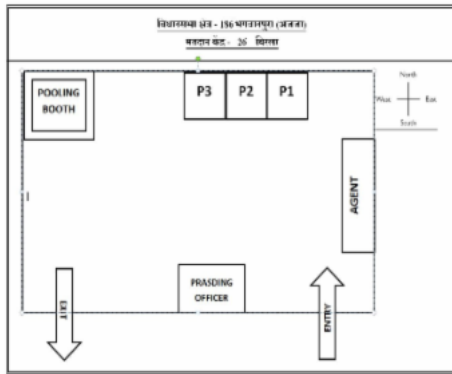 विधानसभा क्षेत्र - 186 भगवानपुरा (अजजा)
मतदान केंद्र - 26 चिरिया
POOLING
BOOTH
P3 P2 P1
North
West East
South
AGENT
PRASDING
OFFICER
EXIT
ENTRY